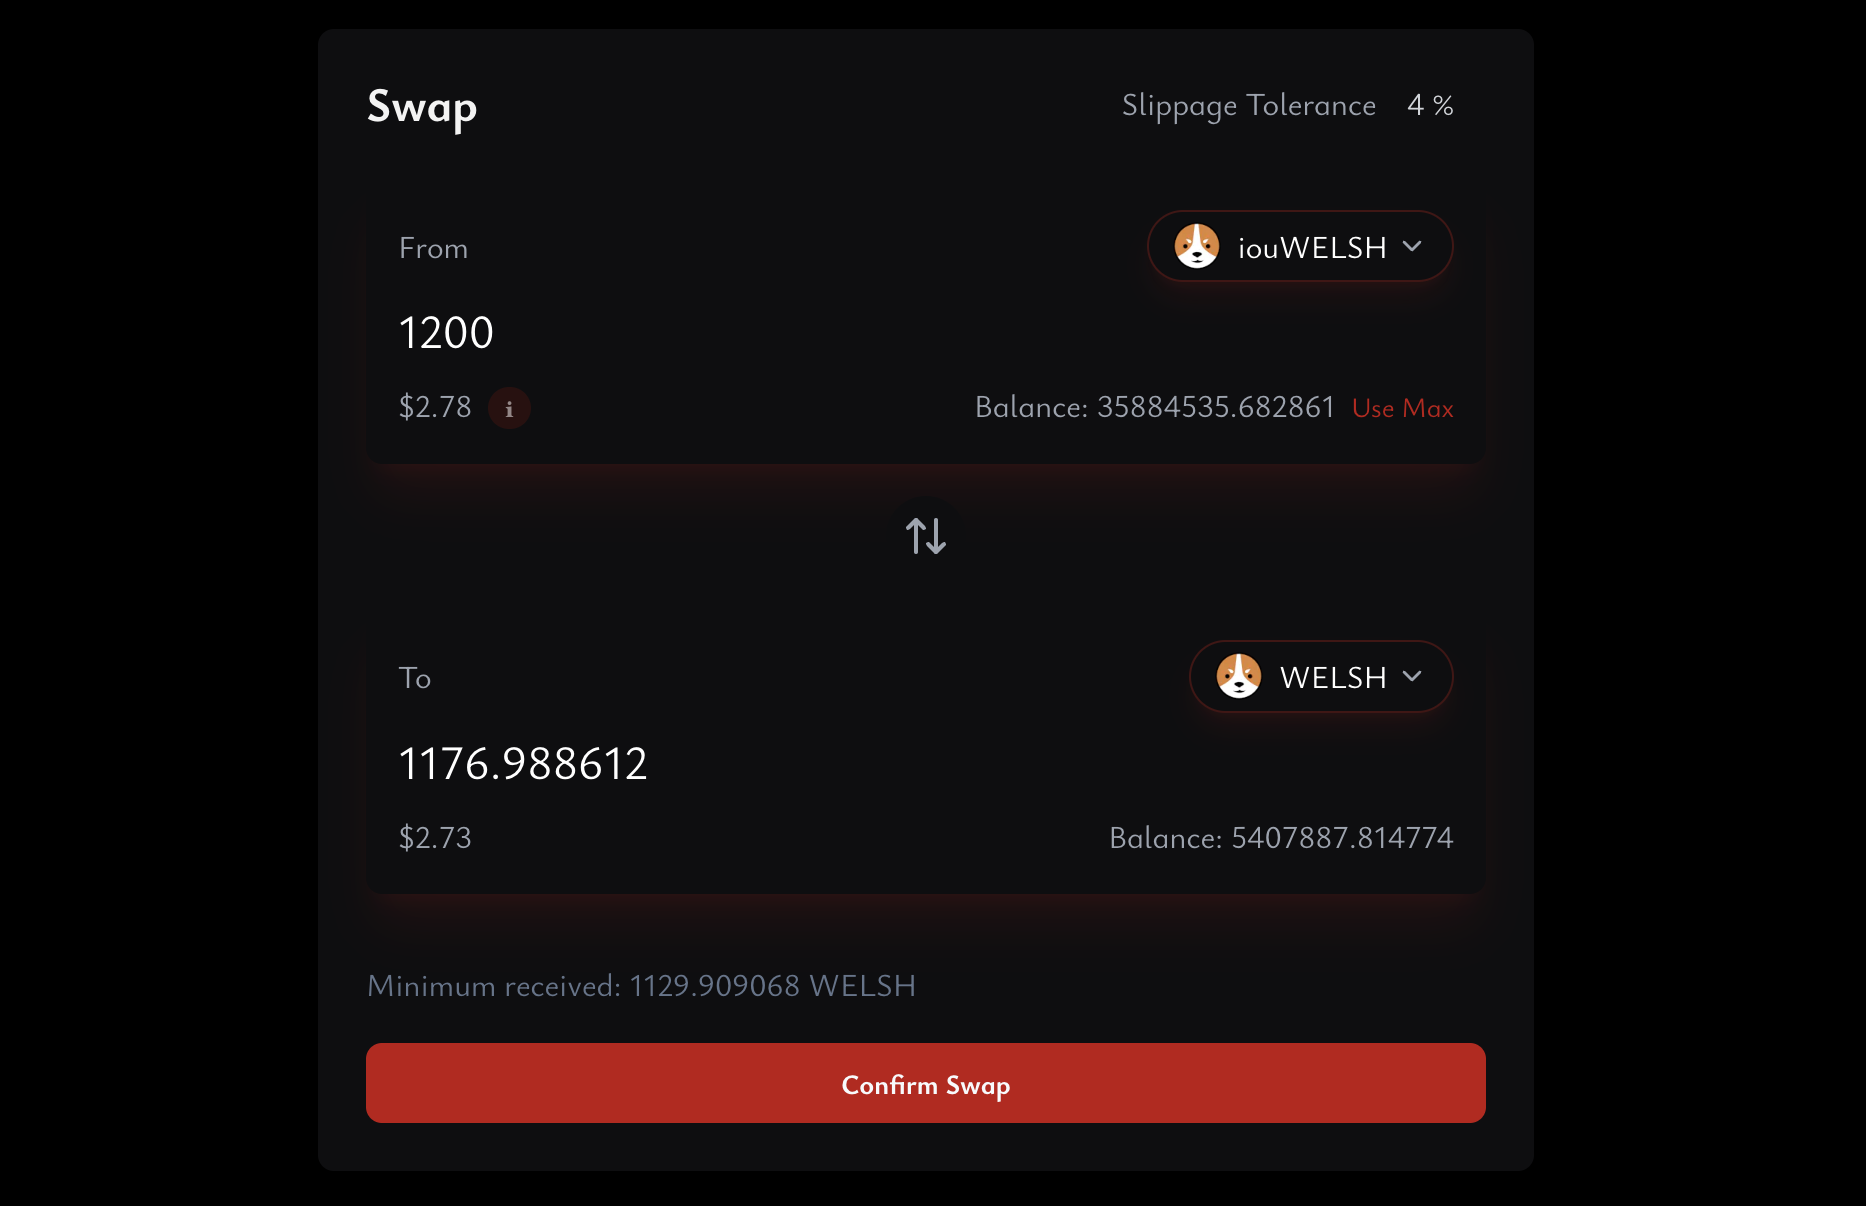 Swap
Slippage Tolerance 4 %
From
iouWELSH
1200
$2.78 i
Balance: 35884535.682861 Use Max
To
WELSH
1176.988612
$2.73
Balance: 5407887.814774
Minimum received: 1129.909068 WELSH
Confirm Swap